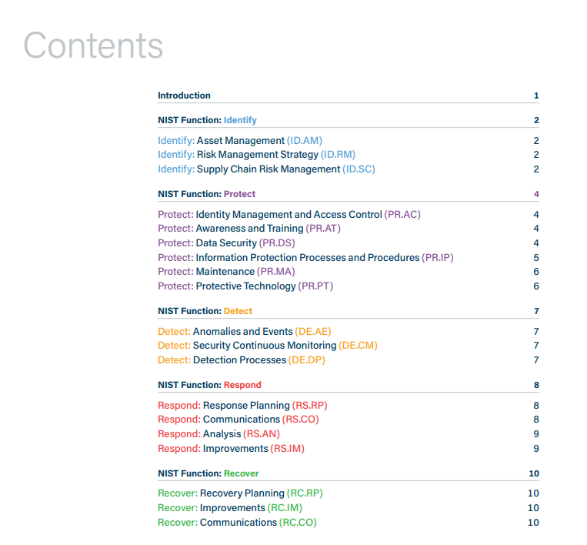 Contents
Introduction 1
NIST Function: Identify 2
Identify: Asset Management (ID.AM) 2
Identify: Risk Management Strategy (ID.RM) 2
Identify: Supply Chain Risk Management (ID.SC) 2
NIST Function: Protect 4
Protect: Identity Management and Access Control (PR.AC) 4
Protect: Awareness and Training (PR.AT) 4
Protect: Data Security (PR.DS) 4
Protect: Information Protection Processes and Procedures (PR.IP) 5
Protect: Maintenance (PR.MA) 6
Protect: Protective Technology (PR.PT) 6
NIST Function: Detect 7
Detect: Anomalies and Events (DE.AE) 7
Detect: Security Continuous Monitoring (DE.CM) 7
Detect: Detection Processes (DE.DP) 7
NIST Function: Respond 8
Respond: Response Planning (RS.RP) 8
Respond: Communications (RS.CO) 8
Respond: Analysis (RS.AN) 9
Respond: Improvements (RS.IM) 9
NIST Function: Recover 10
Recover: Recovery Planning (RC.RP) 10
Recover: Improvements (RC.IM) 10
Recover: Communications (RC.CO) 10